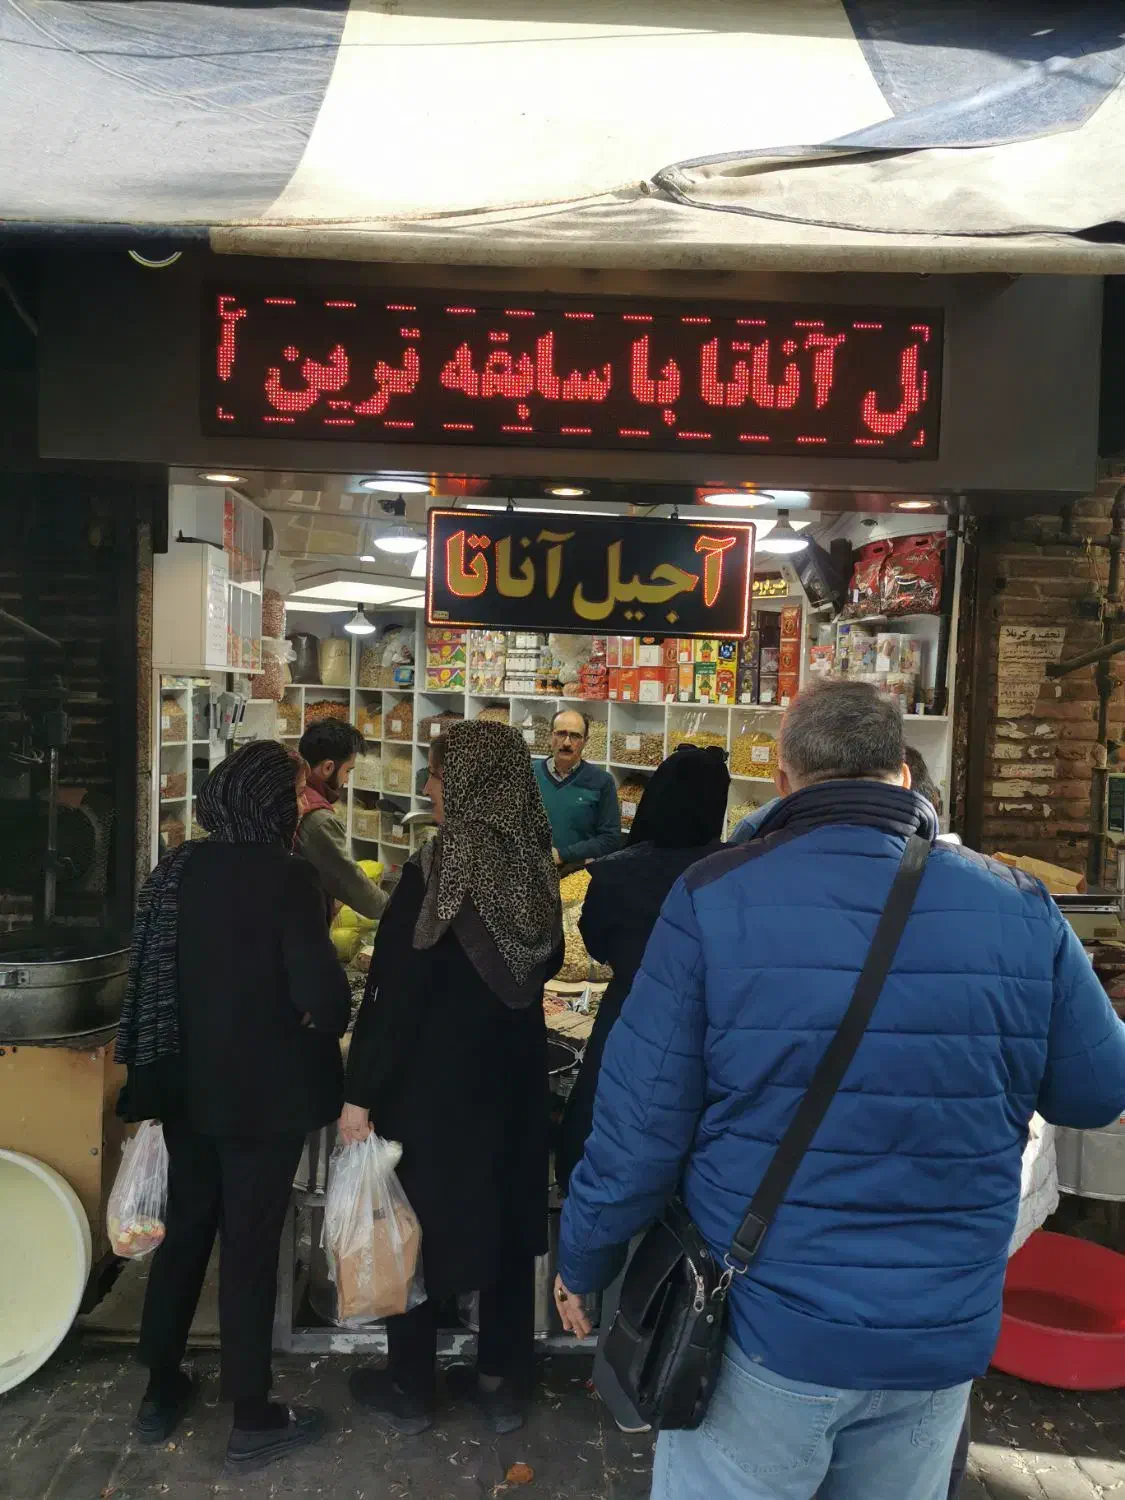 ل آناتا با سابقه ترین آ
آجیل آناتا
نجف و کربلا